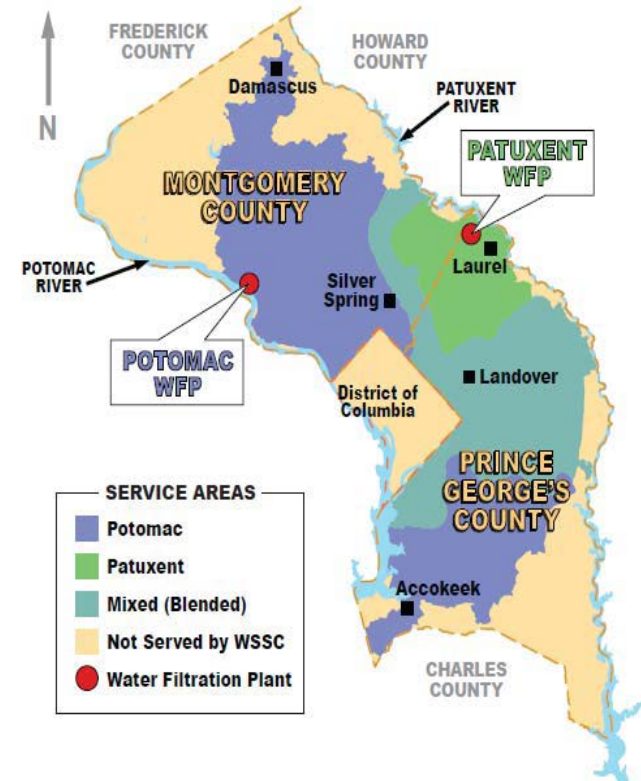 FREDERICK
COUNTY
HOWARD
COUNTY
N
Damascus
PATUXENT
RIVER
PATUXENT
WFP
MONTGOMERY
COUNTY
Laurel
POTOMAC
RIVER
Silver
Spring
POTOMAC
WFP
District of
Columbia
Landover
PRINCE
GEORGE'S
COUNTY
SERVICE AREAS
Potomac
Patuxent
Mixed (Blended)
Not Served by WSSC
Water Filtration Plant
Accokeek
CHARLES
COUNTY